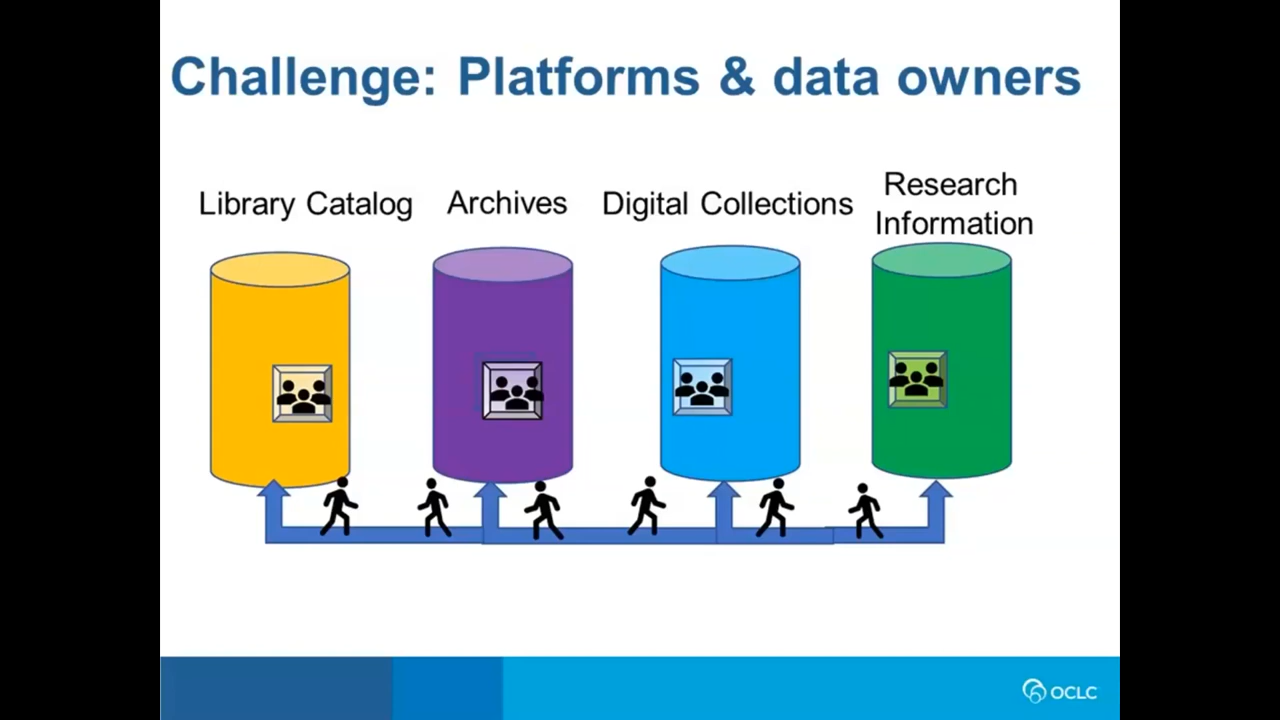 Challenge: Platforms & data owners
Library Catalog
Archives
Digital Collections
Research
Information
OCLC